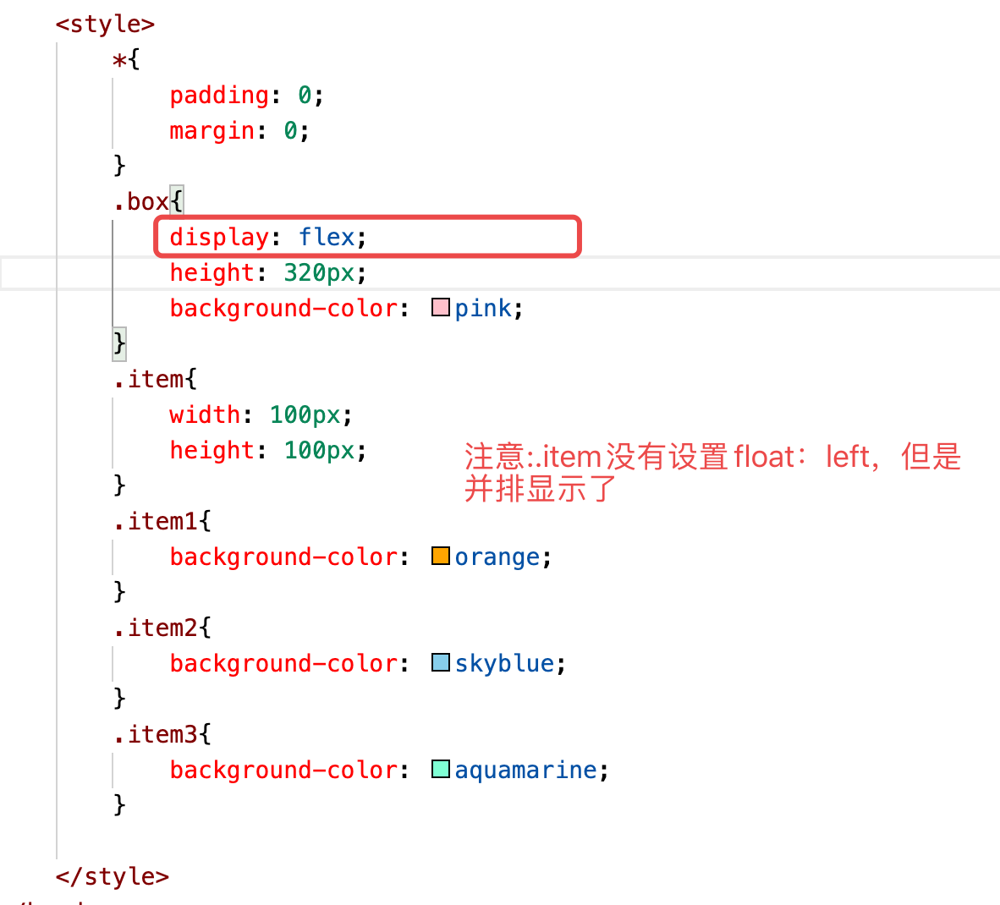 <style>
*{
padding: 0;
margin: 0;
}
.box{
display: flex;
height: 320px;
background-color: pink;
}
.item{
width: 100px;
height: 100px;
注意:.item没有设置float：left，但是
并排显示了
}
.item1{
background-color: orange;
}
.item2{
background-color: skyblue;
}
.item3{
background-color: aquamarine;
}
</style>